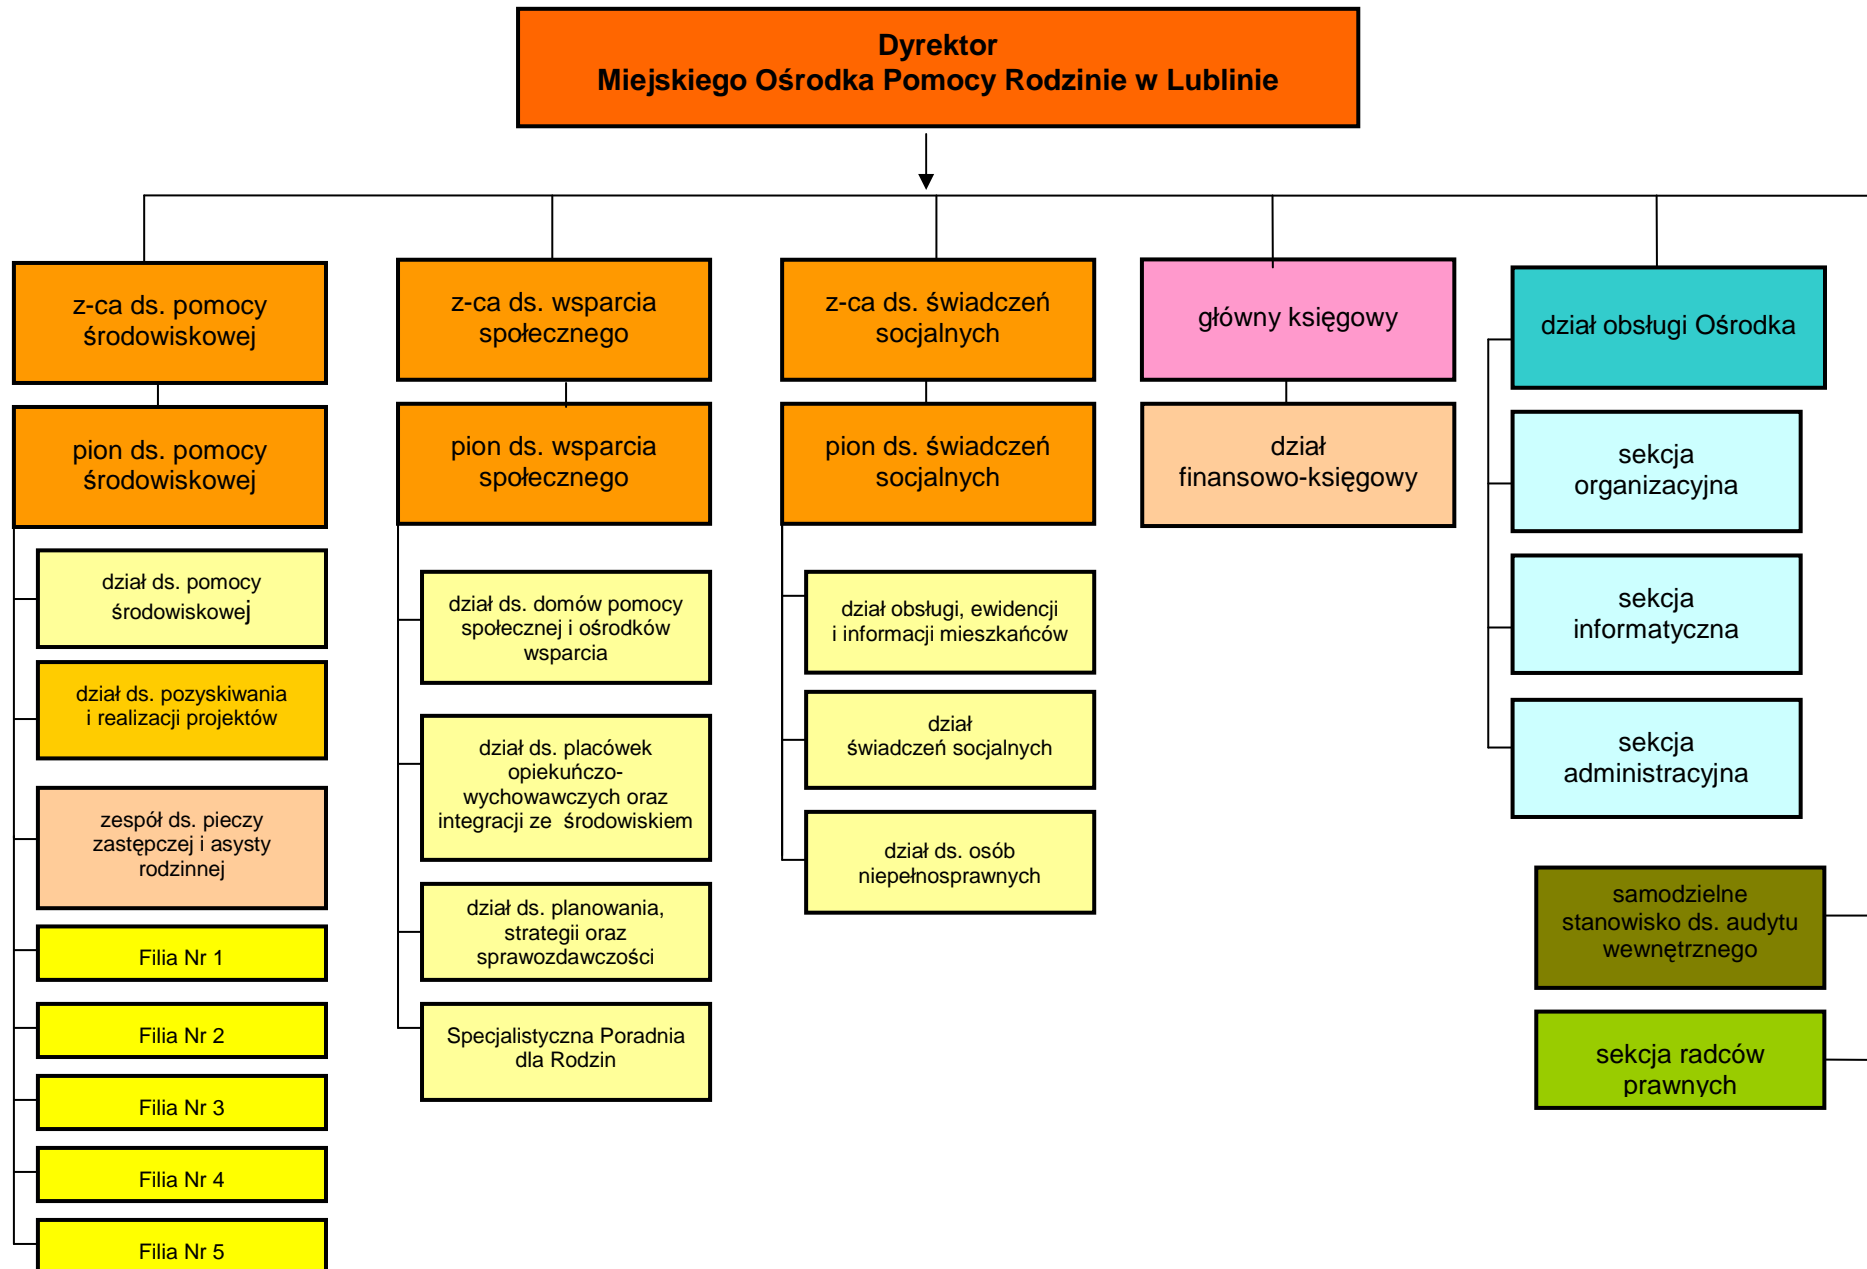 Dyrektor
Miejskiego Ośrodka Pomocy Rodzinie w Lublinie
z-ca ds. pomocy
środowiskowej
z-ca ds. wsparcia
społecznego
z-ca ds. świadczeń
socjalnych
główny księgowy
dział obsługi Ośrodka
pion ds. pomocy
środowiskowej
pion ds. wsparcia
społecznego
pion ds. świadczeń
socjalnych
dział
finansowo-księgowy
sekcja
organizacyjna
dział ds. pomocy
środowiskowej
dział ds. pozyskiwania
i realizacji projektów
zespół ds. pieczy
zastępczej i asysty
rodzinnej
Filia Nr 1
Filia Nr 2
Filia Nr 3
Filia Nr 4
Filia Nr 5
dział ds. domów pomocy
społecznej i ośrodków
wsparcia
dział ds. placówek
opiekuńczo-
wychowawczych oraz
integracji ze środowiskiem
dział ds. planowania,
strategii oraz
sprawozdawczości
Specjalistyczna Poradnia
dla Rodzin
dział obsługi, ewidencji
i informacji mieszkańców
dział
świadczeń socjalnych
dział ds. osób
niepełnosprawnych
sekcja
informatyczna
sekcja
administracyjna
samodzielne
stanowisko ds. audytu
wewnętrznego
sekcja radców
prawnych